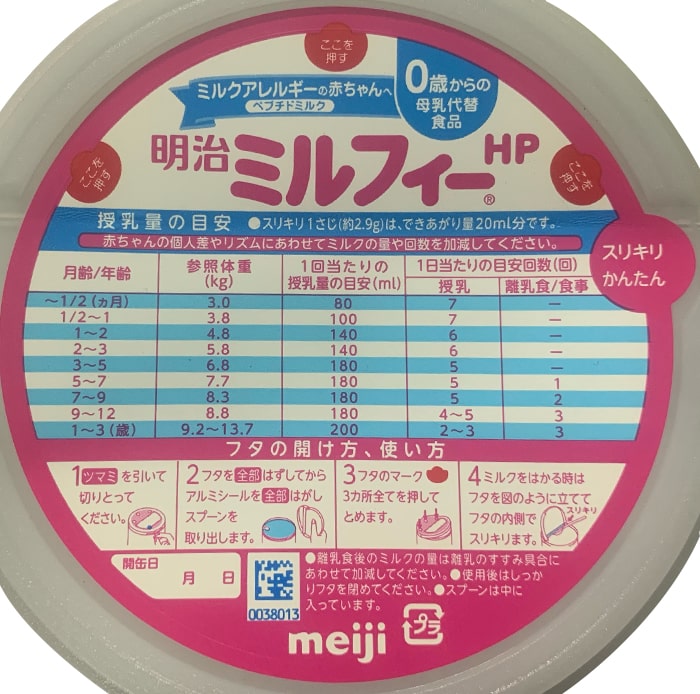 ここを
押す
ミルクアレルギーの赤ちゃんへ
ペプチドミルク
0歳からの
母乳代替
食品
ここを
押す
明治 ミルフィーHP®
ここを
押す
授乳量の目安 ●スリキリ1さじ(約2.9g)は、できあがり量20ml分です。
赤ちゃんの個人差やリズムにあわせてミルクの量や回数を加減してください。
スリキリ
かんたん
月齢/年齢 参照体重(kg) 1回当たりの授乳量の目安(ml) 1日当たりの目安回数(回)
授乳 離乳食/食事
～1/2(ヵ月) 3.0 80 7 —
1/2～1 3.8 100 7 —
1～2 4.8 140 6 —
2～3 5.8 140 6 —
3～5 6.8 180 5 —
5～7 7.7 180 5 1
7～9 8.3 180 5 2
9～12 8.8 180 4～5 3
1～3(歳) 9.2～13.7 200 2～3 3
フタの開け方、使い方
1ツマミを引いて
切りとって
ください。
2フタを全部はずしてから
アルミシールを全部はがし
スプーンを
取り出します。
3フタのマーク
3カ所全てを押して
とめます。
4ミルクをはかる時は
フタを図のように立てて
フタの内側で
スリキリます。
スリキリ
開缶日
月 日
0038013
●離乳食後のミルクの量は離乳のすすみ具合に
あわせて加減してください。●使用後はしっか
りフタを閉めてください。●スプーンは中に
入っています。
meiji
プラ